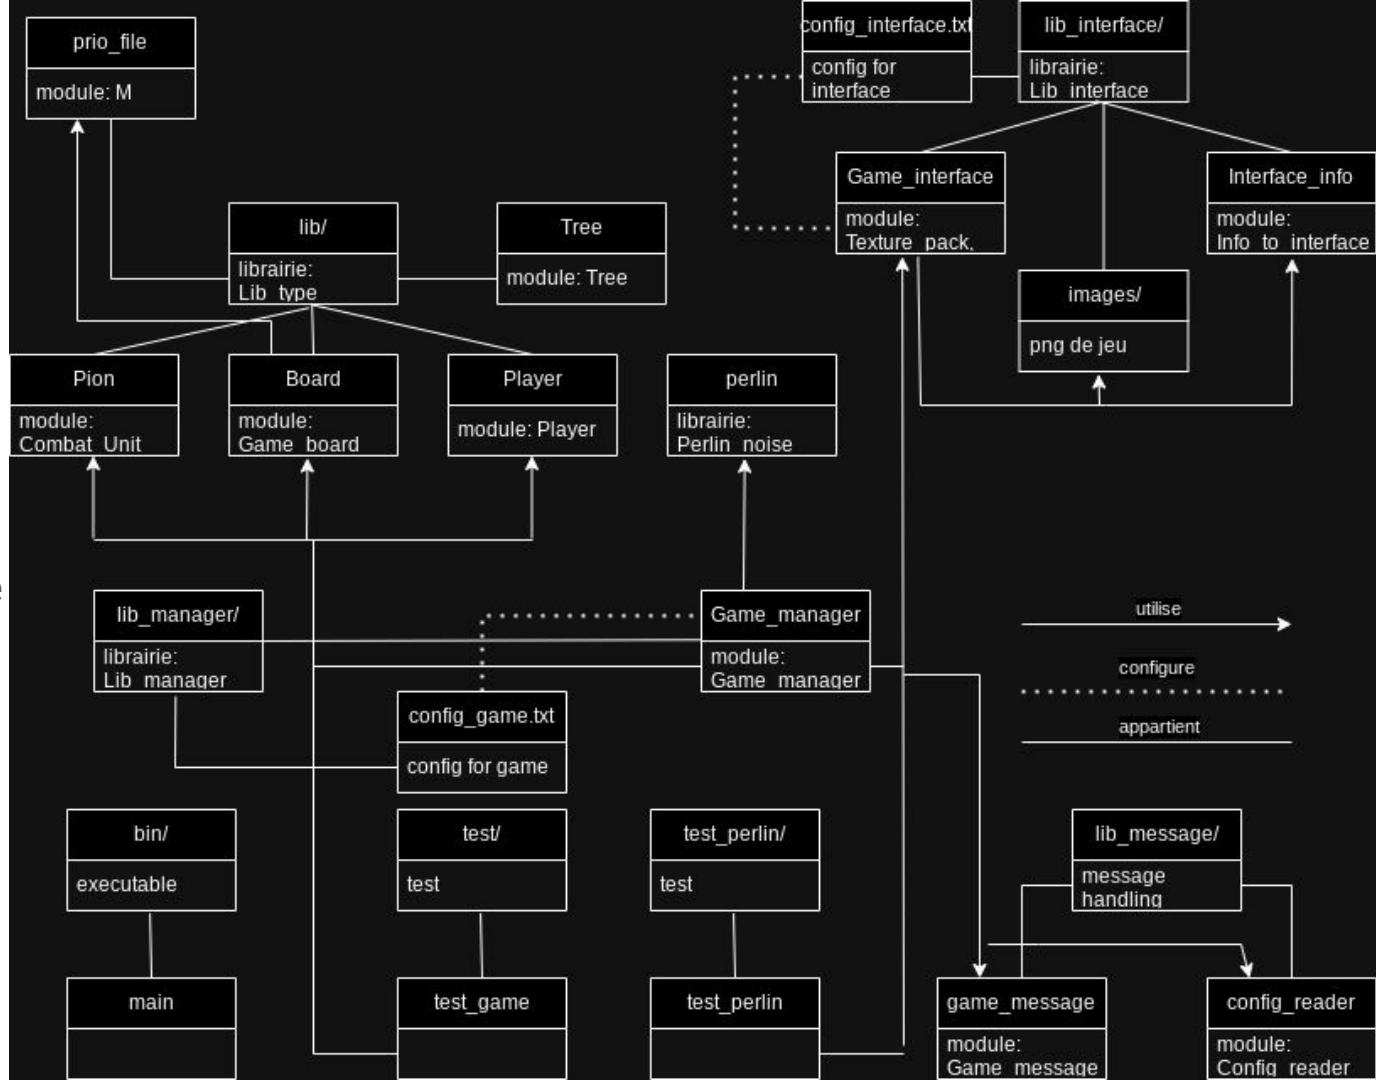 prio_file
module: M
config_interface.txt
config for
interface
lib_interface/
librairie:
Lib_interface
Game_interface
module:
Texture_pack,
Interface_info
module:
Info_to_interface
lib/
librairie:
Lib_type
Tree
module: Tree
images/
png de jeu
Pion
module:
Combat_Unit
Board
module:
Game_board
Player
module: Player
perlin
librairie:
Perlin_noise
lib_manager/
librairie:
Lib_manager
Game_manager
module:
Game_manager
utilise
configure
appartient
config_game.txt
config for game
bin/
executable
test/
test
test_perlin/
test
lib_message/
message
handling
main
test_game
test_perlin
game_message
module:
Game_message
config_reader
module:
Config_reader